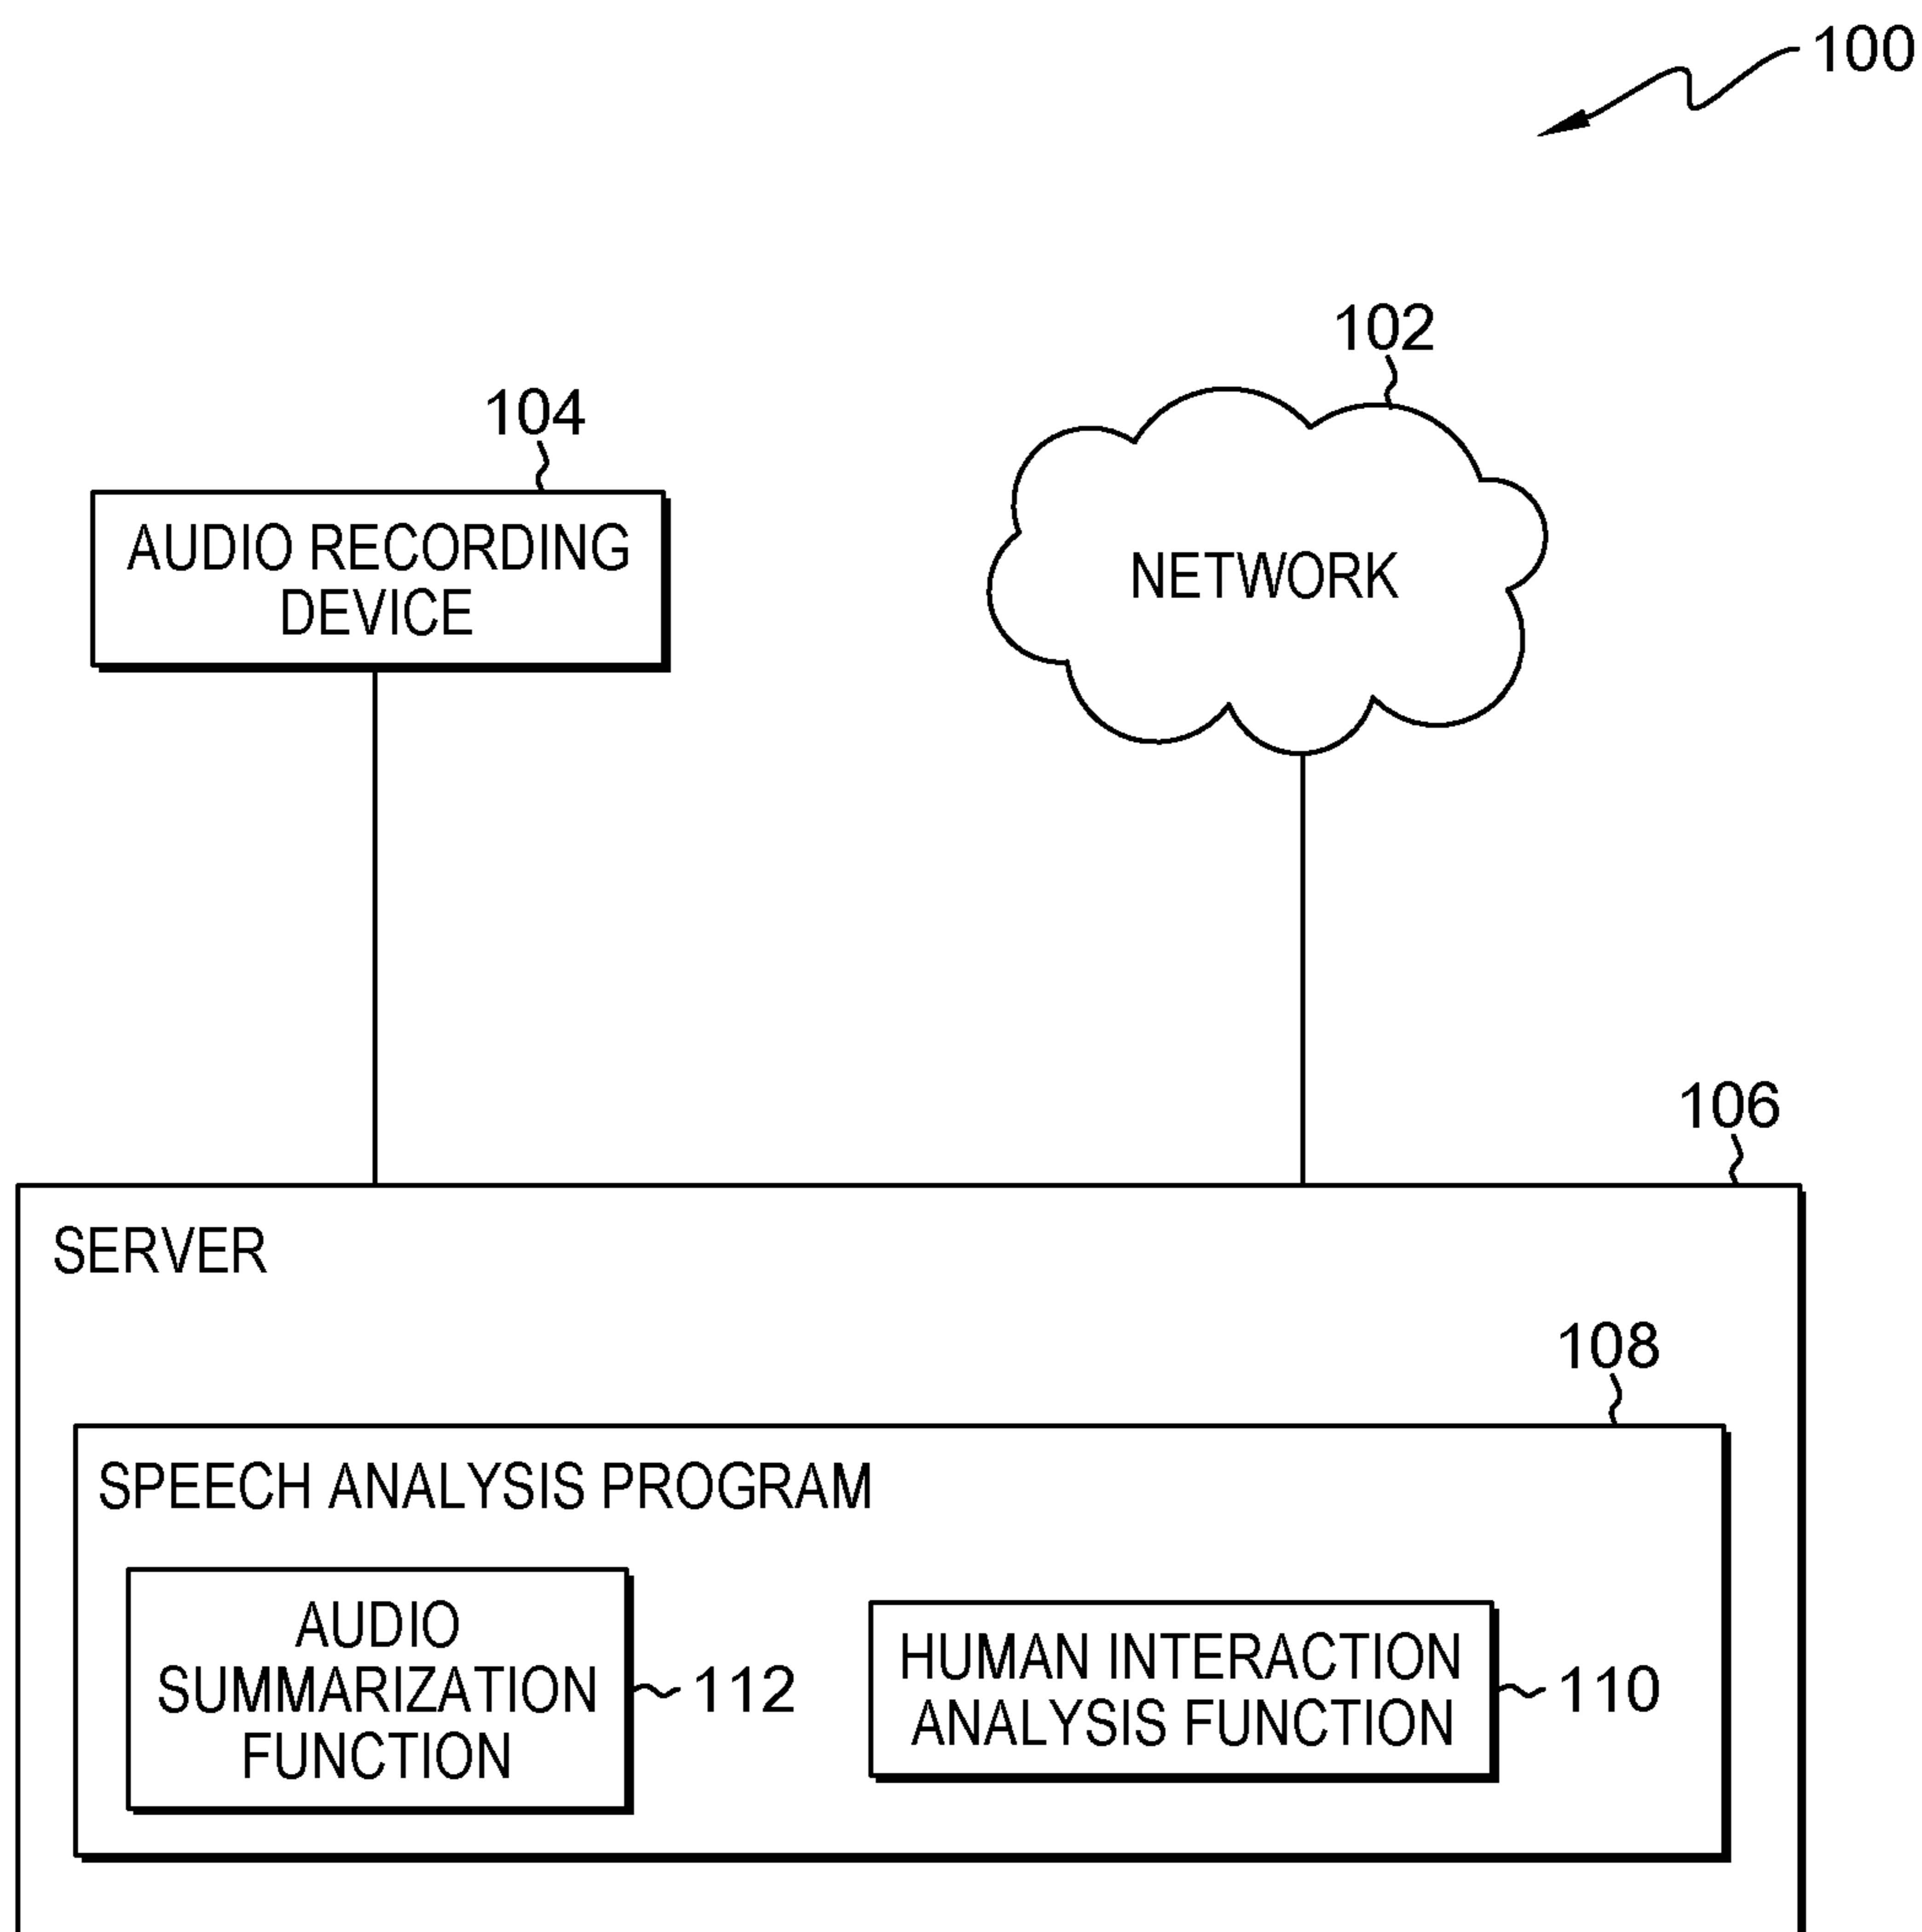 100
102
104
AUDIO RECORDING
DEVICE
NETWORK
106
SERVER
108
SPEECH ANALYSIS PROGRAM
AUDIO
SUMMARIZATION
FUNCTION
112
HUMAN INTERACTION
ANALYSIS FUNCTION
110